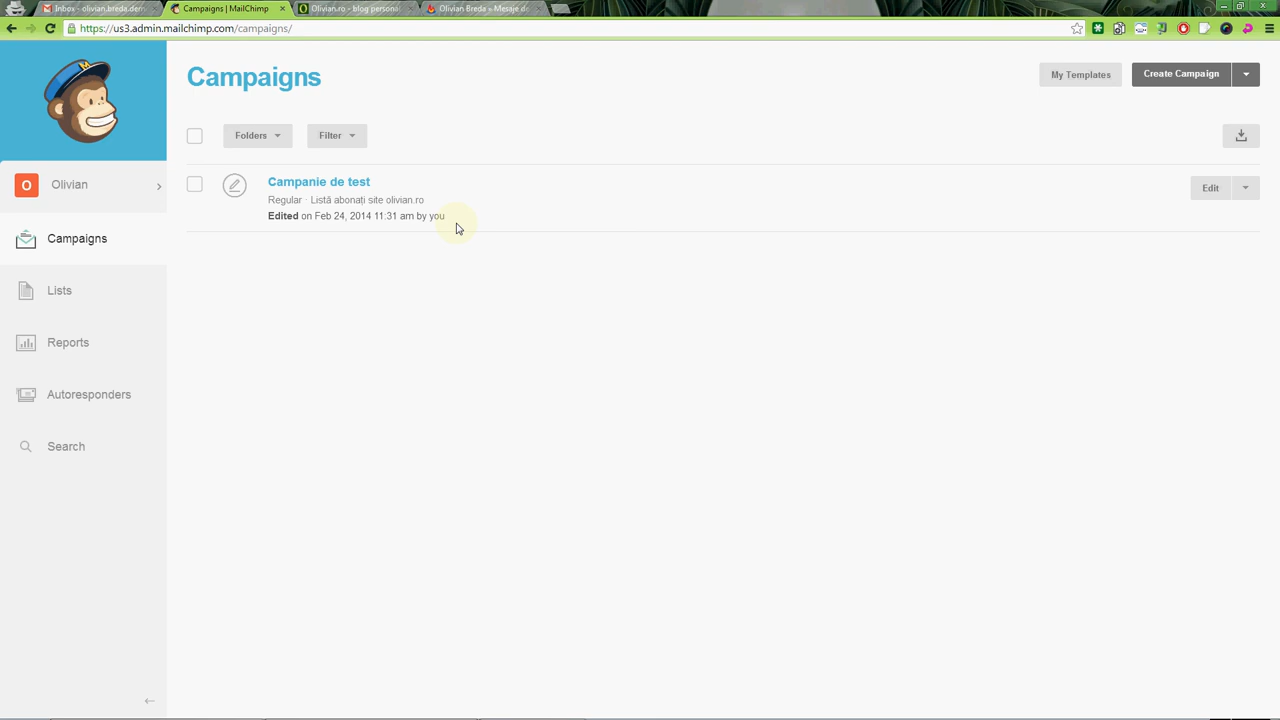 Inbox - olivian.breda.dem
Campaigns | MailChimp
Olivian.ro - blog personal
Olivian Breda » Mesaje de
https://us3.admin.mailchimp.com/campaigns/
Campaigns
My Templates
Create Campaign
Folders
Filter
O
Olivian
Campanie de test
Regular · Listă abonați site olivian.ro
Edited on Feb 24, 2014 11:31 am by you
Edit
Campaigns
Lists
Reports
Autoresponders
Search